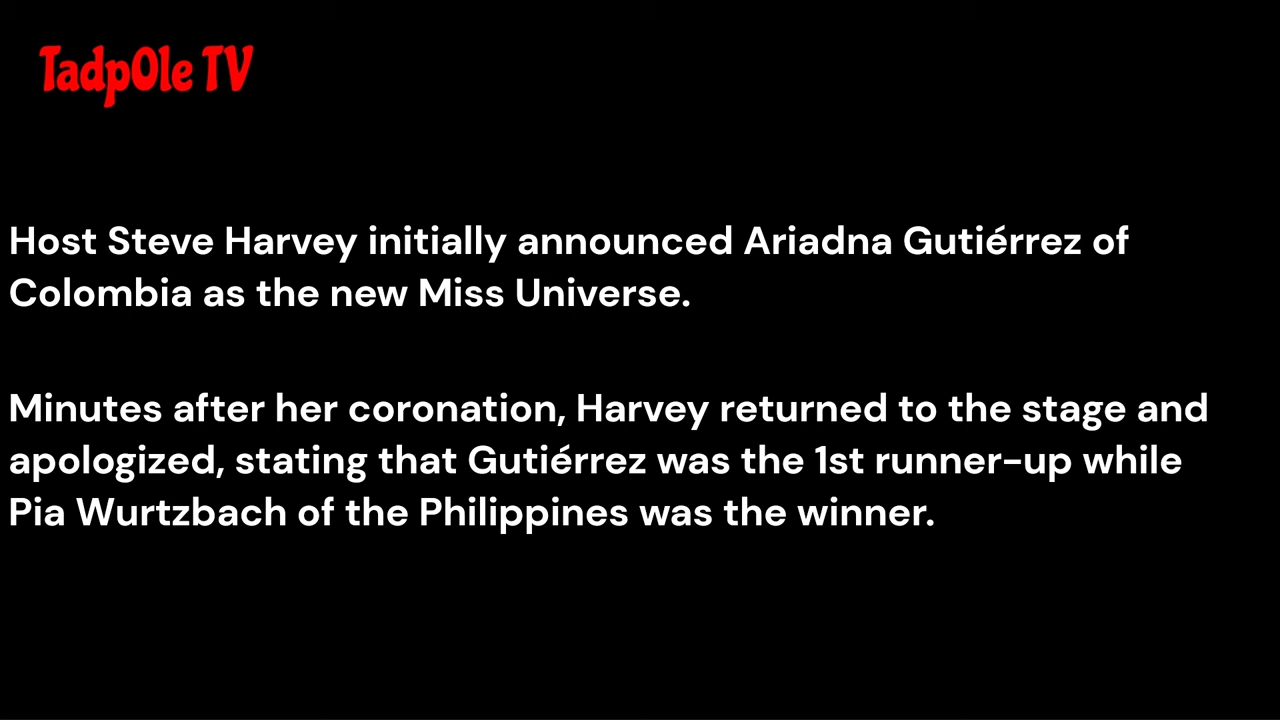 Tadp0le TV
Host Steve Harvey initially announced Ariadna Gutiérrez of
Colombia as the new Miss Universe.
Minutes after her coronation, Harvey returned to the stage and
apologized, stating that Gutiérrez was the 1st runner-up while
Pia Wurtzbach of the Philippines was the winner.